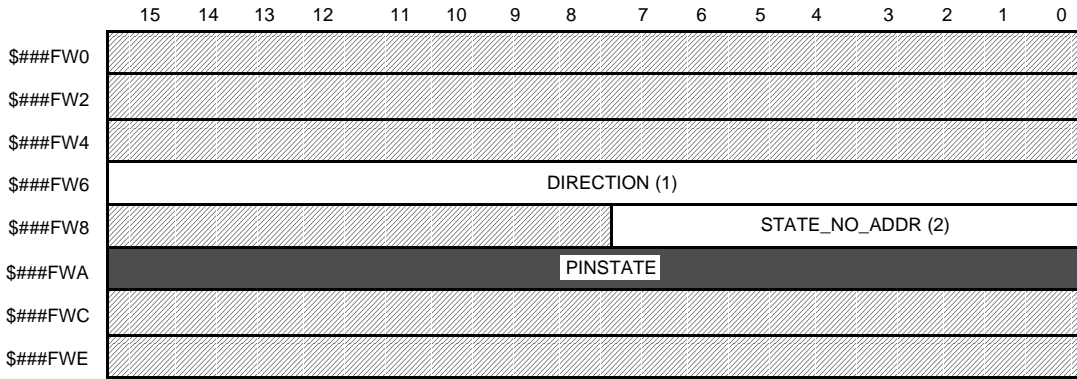 15 14 13 12 11 10 9 8 7 6 5 4 3 2 1 0
$###FW0
$###FW2
$###FW4
$###FW6 DIRECTION (1)
$###FW8 STATE_NO_ADDR (2)
$###FWA PINSTATE
$###FWC
$###FWE